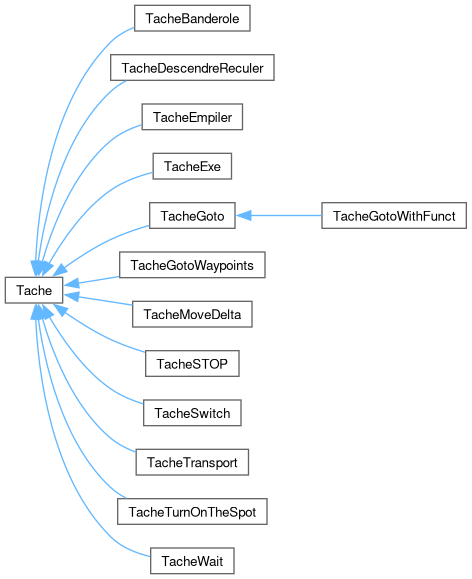 TacheBanderole
TacheDescendreReculer
TacheEmpiler
TacheExe
TacheGoto
TacheGotoWithFunct
TacheGotoWaypoints
Tache
TacheMoveDelta
TacheSTOP
TacheSwitch
TacheTransport
TacheTurnOnTheSpot
TacheWait